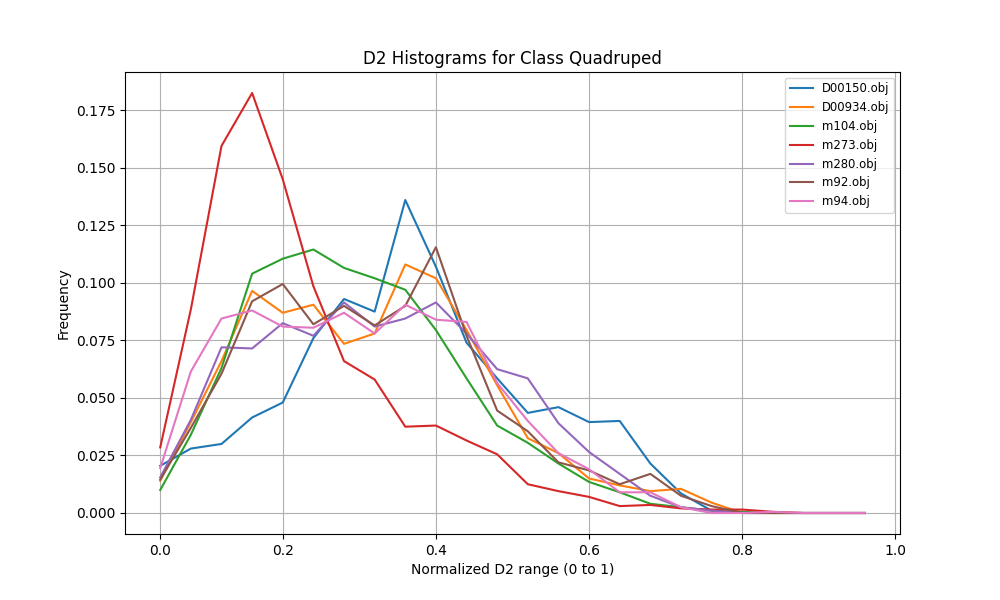 D2 Histograms for Class Quadruped
D00150.obj
D00934.obj
m104.obj
m273.obj
m280.obj
m92.obj
m94.obj
0.175
0.150
0.125
0.100
0.075
0.050
0.025
0.000
Frequency
0.0 0.2 0.4 0.6 0.8 1.0
Normalized D2 range (0 to 1)